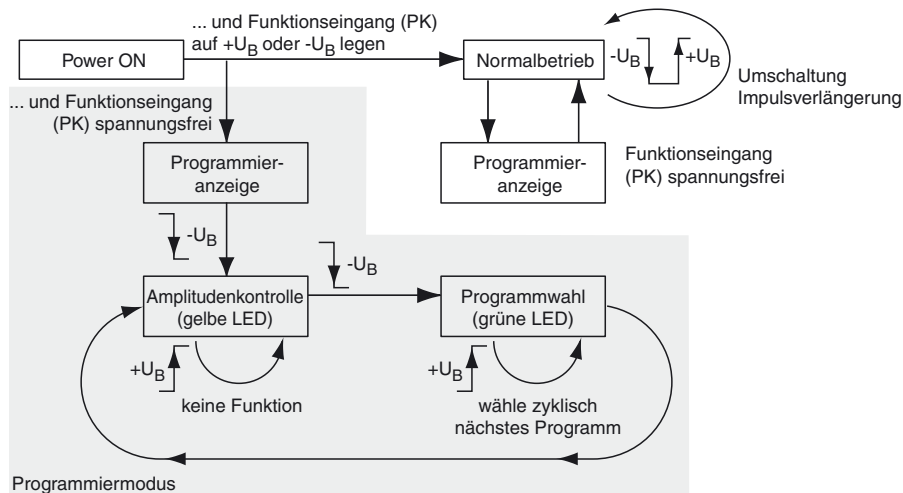 ... und Funktionseingang (PK)
auf +UB oder -UB legen
Power ON
Normalbetrieb
-UB
+UB
Umschaltung
Impulsverlängerung
... und Funktionseingang
(PK) spannungsfrei
Programmier-
anzeige
Programmier-
anzeige
Funktionseingang
(PK) spannungsfrei
-UB
-UB
Amplitudenkontrolle
(gelbe LED)
Programmwahl
(grüne LED)
+UB
keine Funktion
+UB
wähle zyklisch
nächstes Programm
Programmiermodus